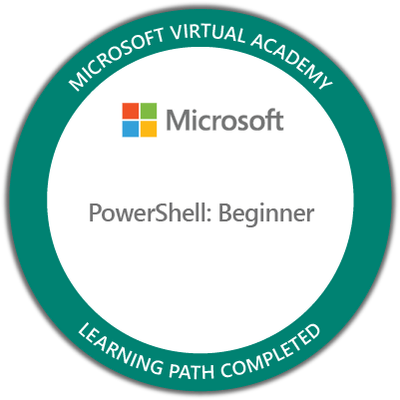 MICROSOFT VIRTUAL ACADEMY
Microsoft
PowerShell: Beginner
LEARNING PATH COMPLETED